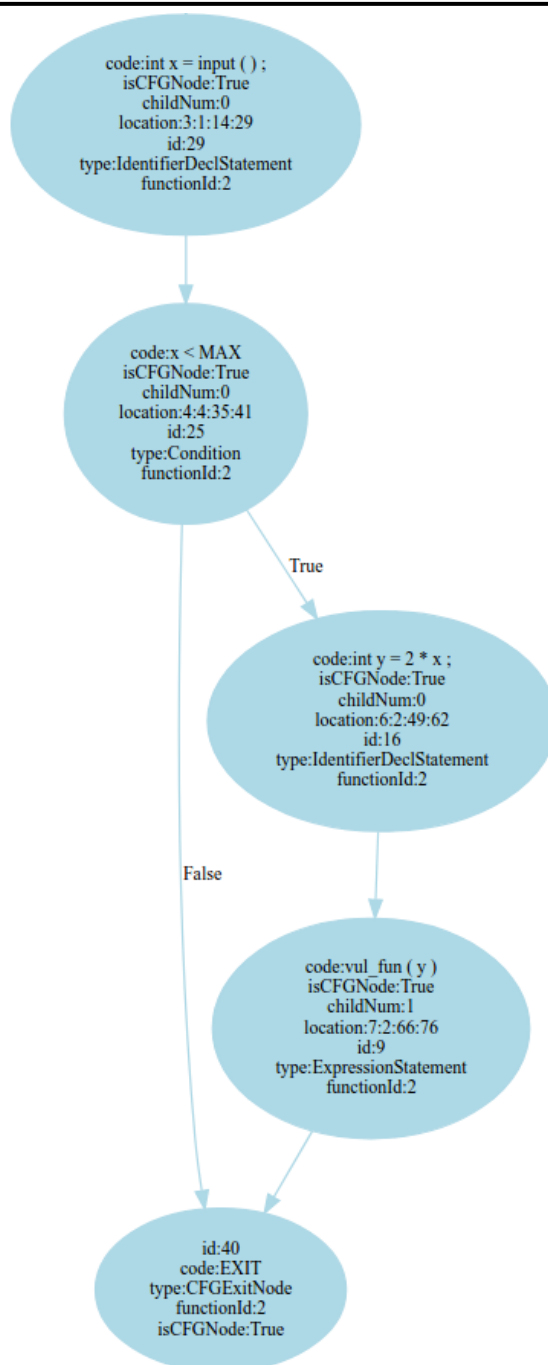 code:int x = input ( ) ;
isCFGNode:True
childNum:0
location:3:1:14:29
id:29
type:IdentifierDeclStatement
functionId:2
code:x < MAX
isCFGNode:True
childNum:0
location:4:4:35:41
id:25
type:Condition
functionId:2
True
code:int y = 2 * x ;
isCFGNode:True
childNum:0
location:6:2:49:62
id:16
type:IdentifierDeclStatement
functionId:2
False
code:vul_fun ( y )
isCFGNode:True
childNum:1
location:7:2:66:76
id:9
type:ExpressionStatement
functionId:2
id:40
code:EXIT
type:CFGExitNode
functionId:2
isCFGNode:True